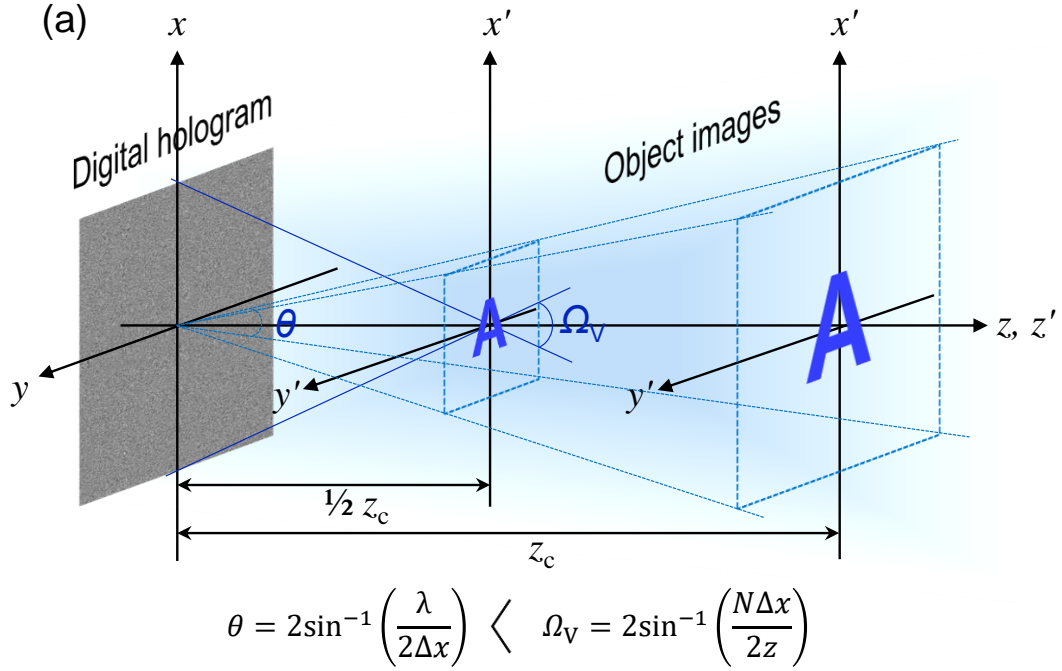 (a)
x
x′
x′
Digital hologram
Object images
θ
A
Ω_V
A
z, z′
y
y′
y′
½ z_c
z_c
θ = 2sin⁻¹(λ/2Δx) < Ω_V = 2sin⁻¹(NΔx/2z)